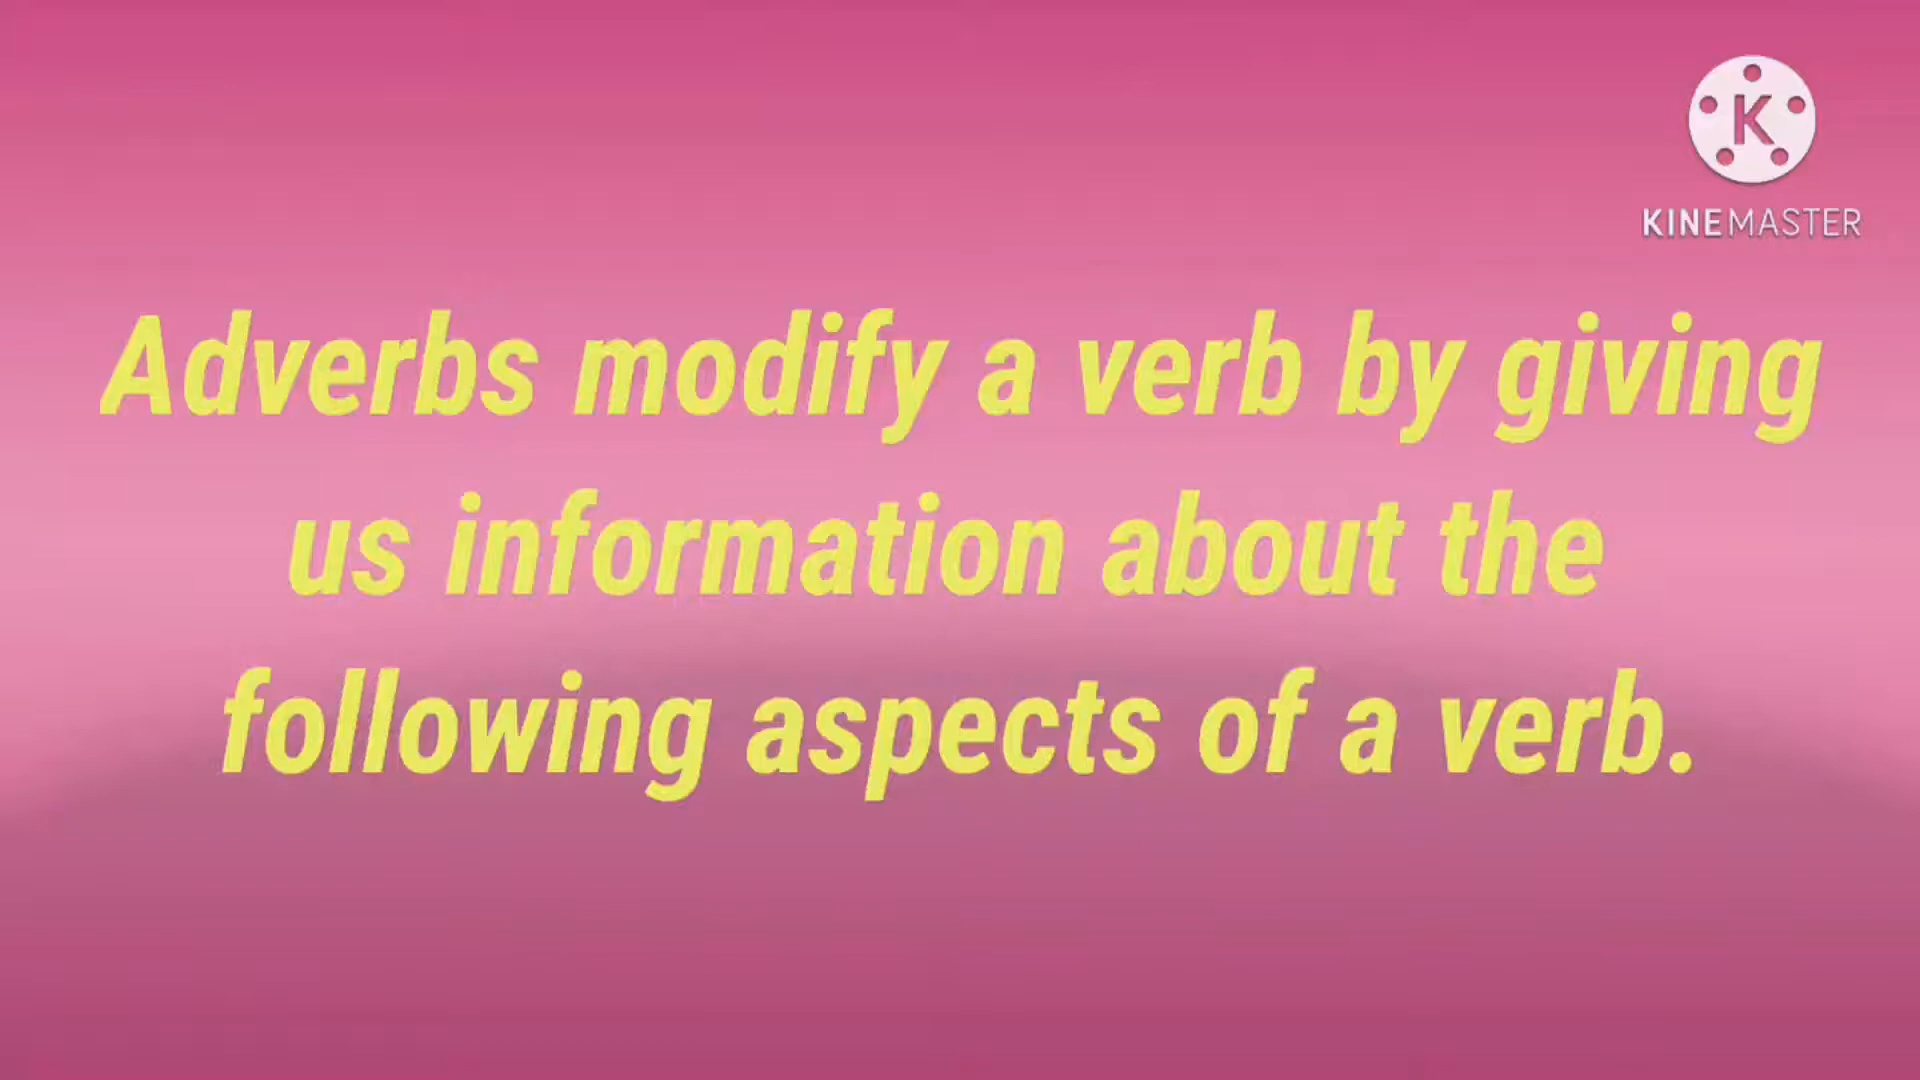 K
KINEMASTER
Adverbs modify a verb by giving
us information about the
following aspects of a verb.